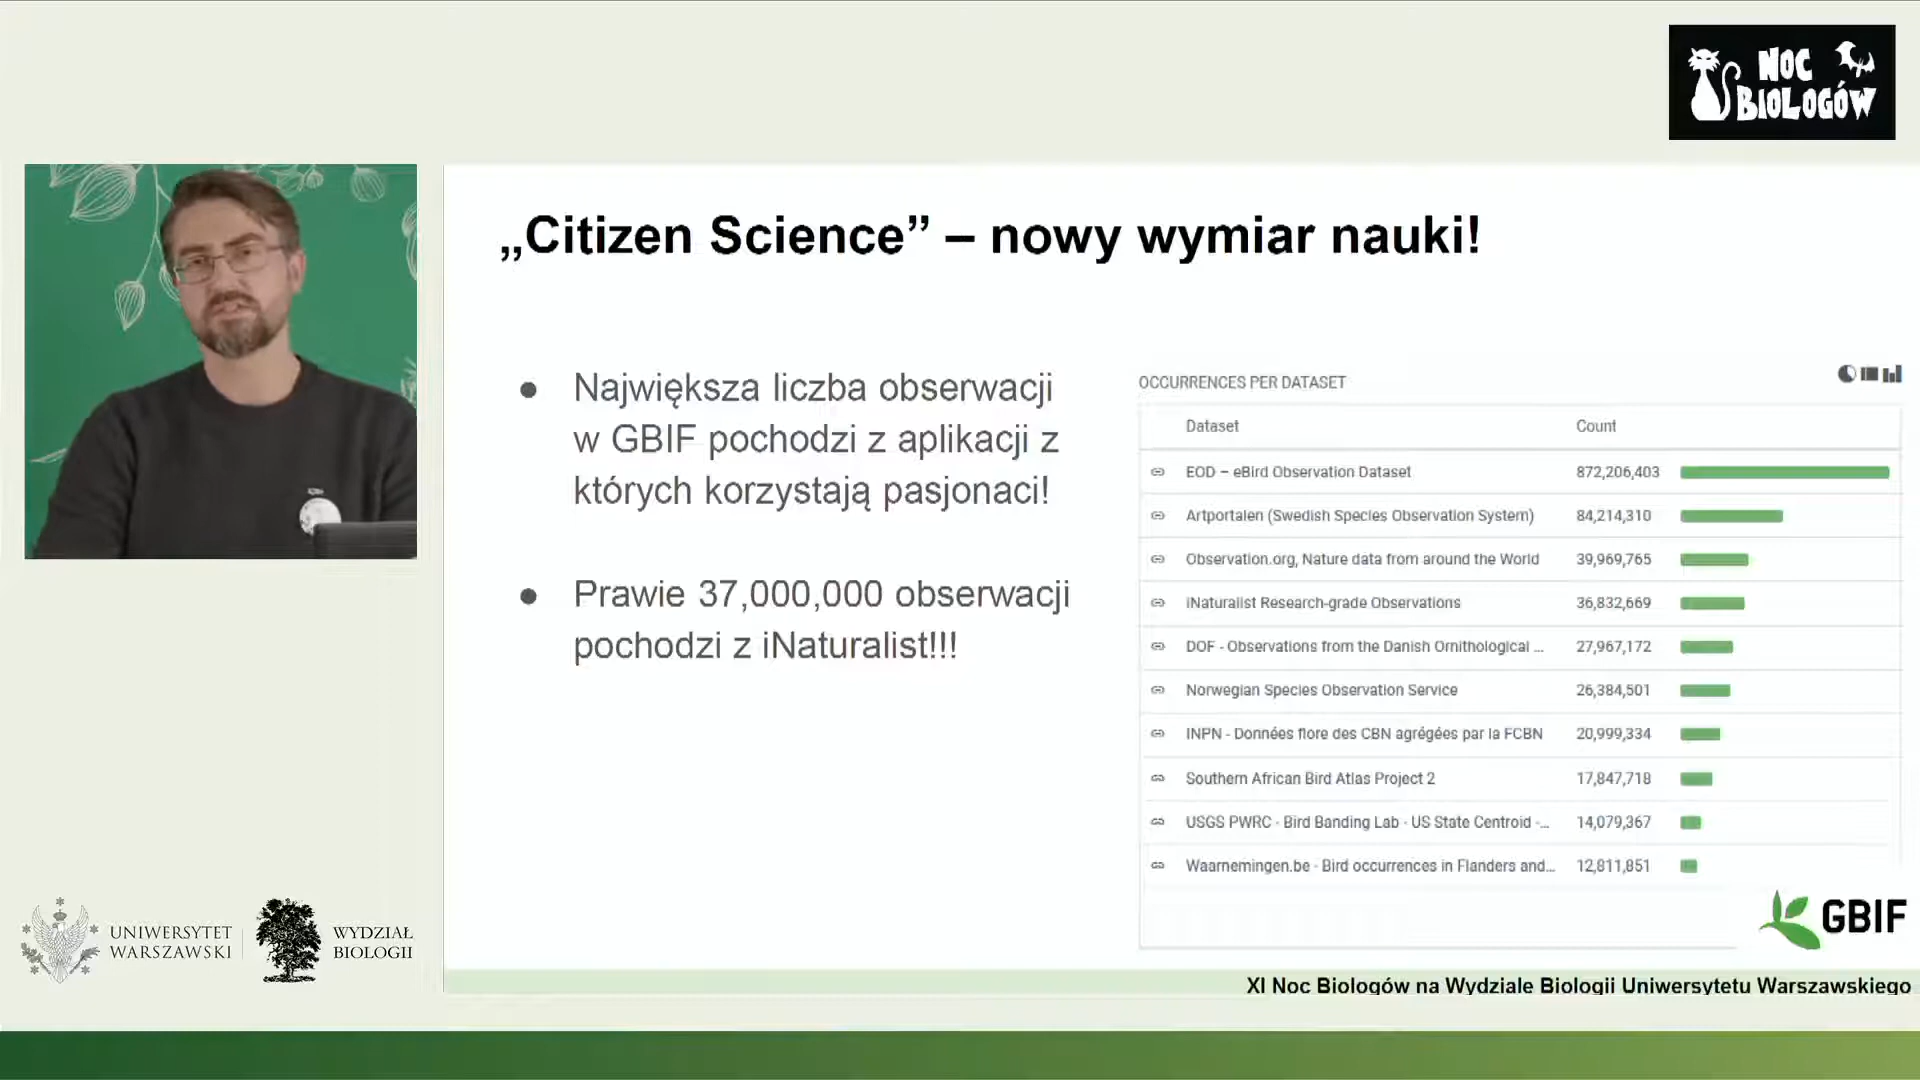 NOC
BIOLOGÓW
„Citizen Science” – nowy wymiar nauki!
● Największa liczba obserwacji
w GBIF pochodzi z aplikacji z
których korzystają pasjonaci!
● Prawie 37,000,000 obserwacji
pochodzi z iNaturalist!!!
OCCURRENCES PER DATASET
Dataset Count
EOD – eBird Observation Dataset 872,206,403
Artportalen (Swedish Species Observation System) 84,214,310
Observation.org, Nature data from around the World 39,969,765
iNaturalist Research-grade Observations 36,832,669
DOF - Observations from the Danish Ornithological ... 27,967,172
Norwegian Species Observation Service 26,384,501
INPN - Données flore des CBN agrégées par la FCBN 20,999,334
Southern African Bird Atlas Project 2 17,847,718
USGS PWRC - Bird Banding Lab - US State Centroid -... 14,079,367
Waarnemingen.be - Bird occurrences in Flanders and... 12,811,851
GBIF
UNIWERSYTET
WARSZAWSKI
WYDZIAŁ
BIOLOGII
XI Noc Biologów na Wydziale Biologii Uniwersytetu Warszawskiego